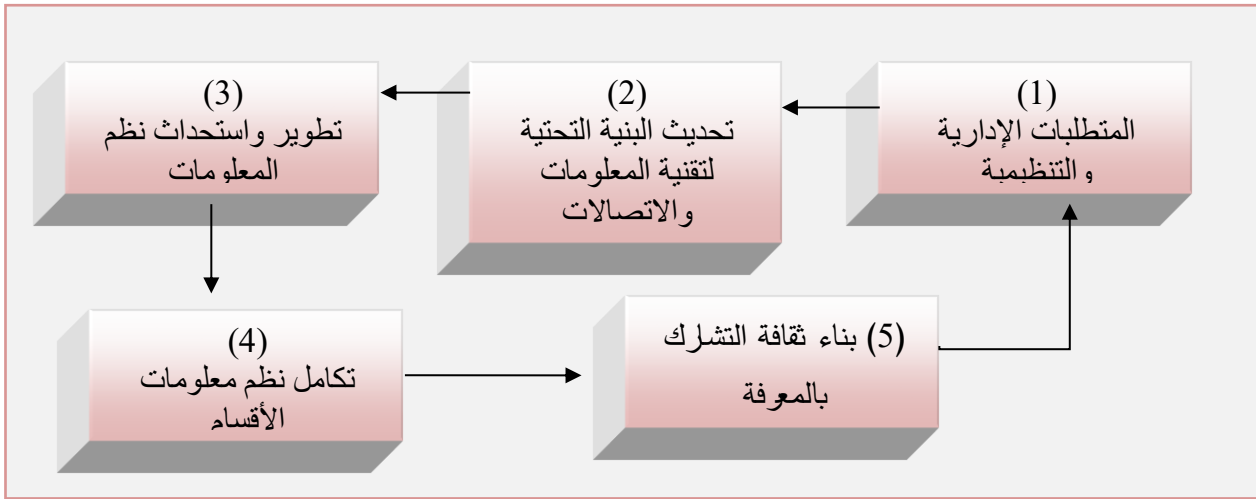 (1)
المتطلبات الإدارية
والتنظيمية
(2)
تحديث البنية التحتية
لتقنية المعلومات
والاتصالات
(3)
تطوير واستحداث نظم
المعلومات
(4)
تكامل نظم معلومات
الأقسام
(5) بناء ثقافة التشارك
بالمعرفة